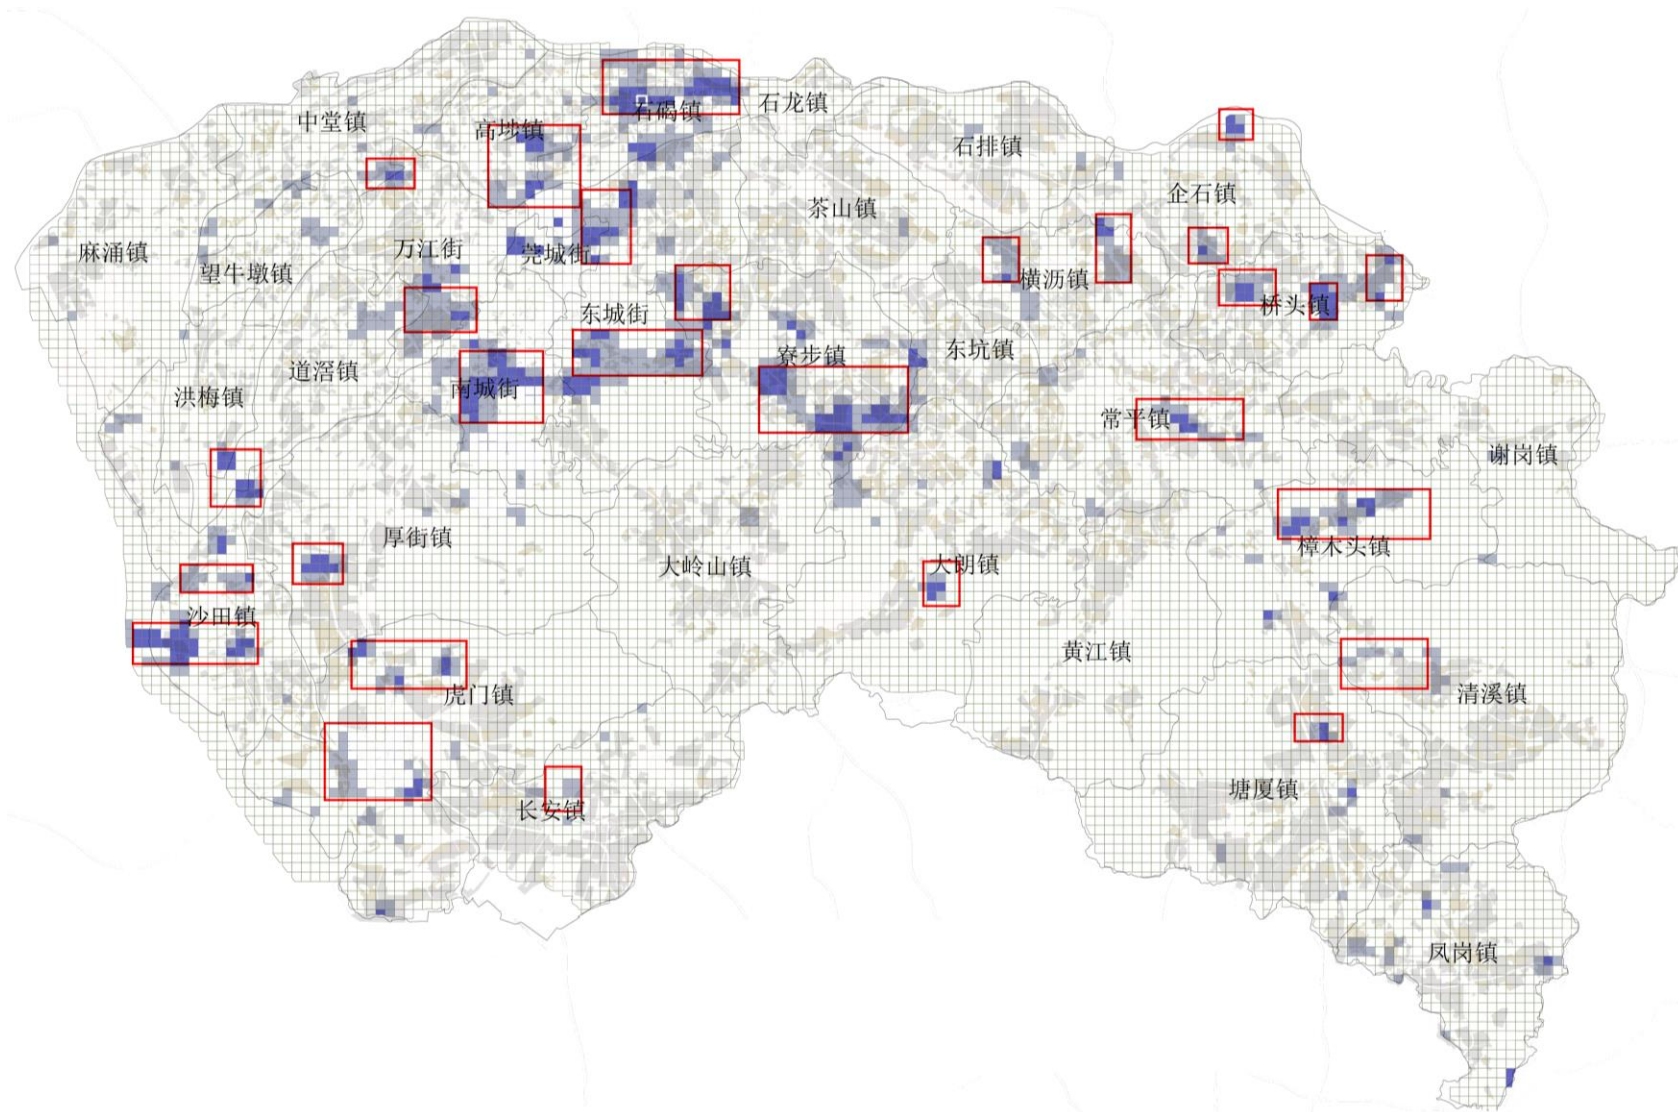 中堂镇
高埗镇
石碣镇
石龙镇
石排镇
企石镇
茶山镇
麻涌镇
望牛墩镇
万江街
莞城街
横沥镇
桥头镇
东城街
道滘镇
寮步镇
东坑镇
洪梅镇
南城街
常平镇
谢岗镇
厚街镇
大岭山镇
大朗镇
樟木头镇
沙田镇
黄江镇
虎门镇
清溪镇
长安镇
塘厦镇
凤岗镇